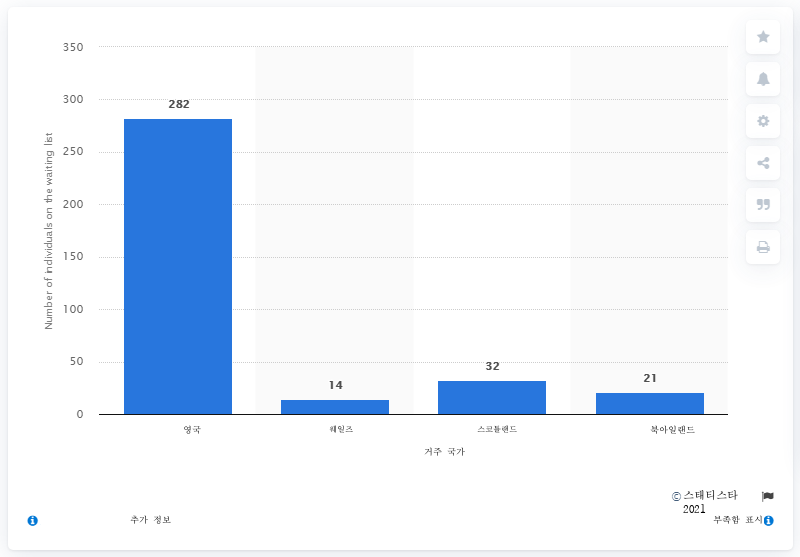 350
300
250
200
150
100
50
0
Number of individuals on the waiting list
282
14
32
21
영국
웨일즈
스코틀랜드
북아일랜드
거주 국가
© 스태티스타
2021
추가 정보
부족함 표시